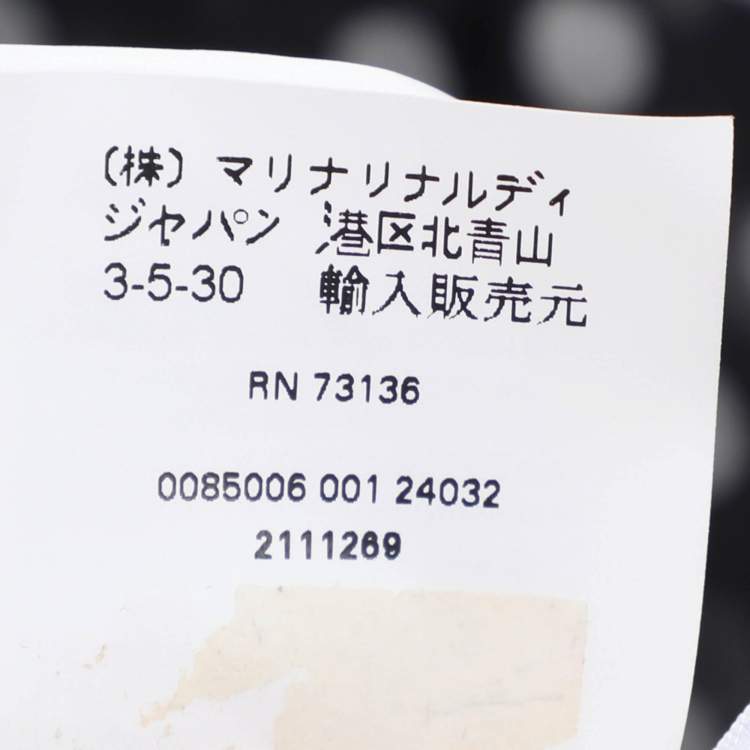 (株) マリナリナルディ
ジャパン 港区北青山
3-5-30 輸入販売元
RN 73136
0085006 001 24032
2111269